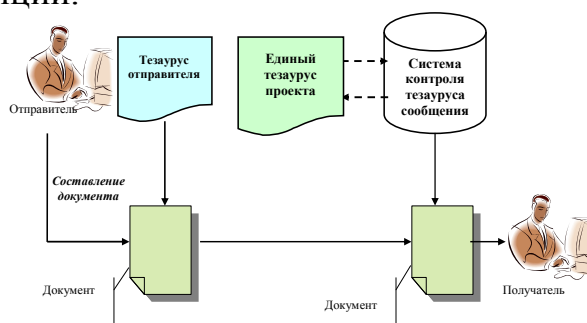 Отправитель
Тезаурус
отправителя
Единый
тезаурус
проекта
Система
контроля
тезауруса
сообщения
Составление
документа
Документ
Документ
Получатель